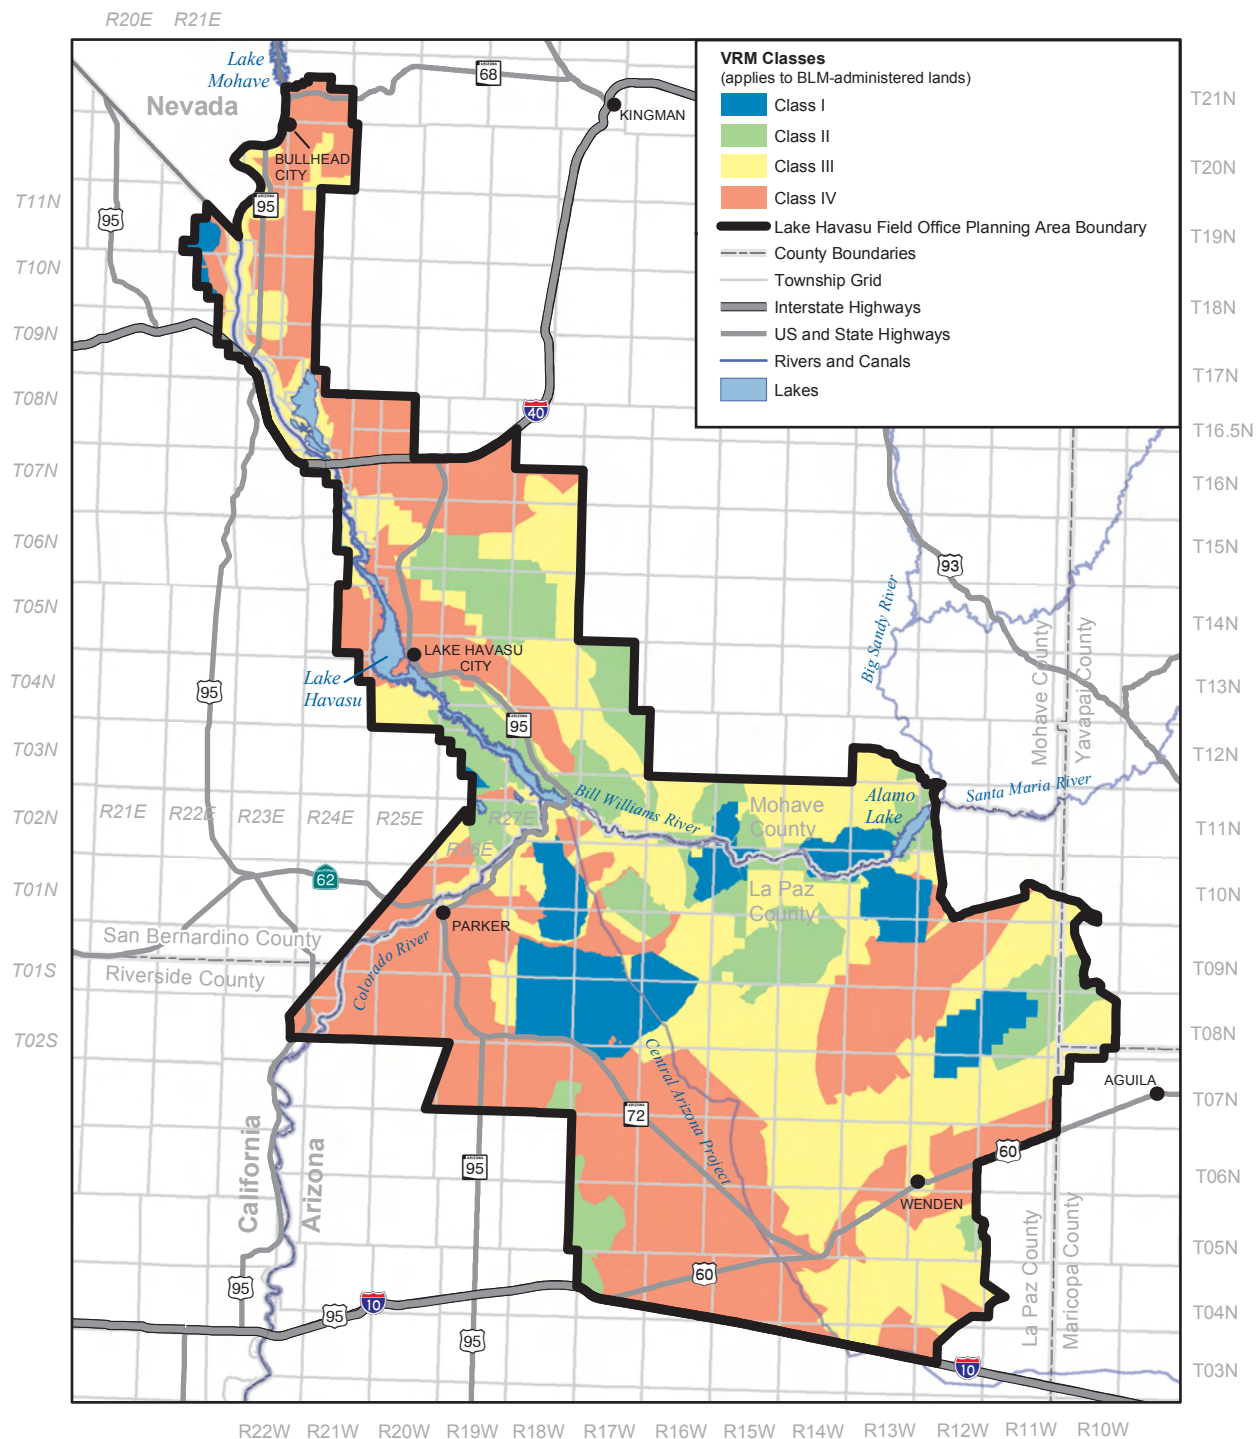 R20E R21E
Lake
Mohave
Nevada
68
KINGMAN
BULLHEAD
CITY
95
95
VRM Classes
(applies to BLM-administered lands)
Class I
Class II
Class III
Class IV
Lake Havasu Field Office Planning Area Boundary
County Boundaries
Township Grid
Interstate Highways
US and State Highways
Rivers and Canals
Lakes
T11N
T10N
T09N
T08N
T07N
T06N
T05N
T04N
T03N
T02N
T01N
T01S
T02S
T21N
T20N
T19N
T18N
T17N
T16.5N
T16N
T15N
T14N
T13N
T12N
T11N
T10N
T09N
T08N
T07N
T06N
T05N
T04N
T03N
40
93
Big Sandy River
Mohave County
Yavapai County
LAKE HAVASU
CITY
Lake
Havasu
95
95
Santa Maria River
Bill Williams River
Mohave
County
Alamo
Lake
R21E R22E R23E R24E R25E R27E
R26E
62
La Paz
County
PARKER
San Bernardino County
Riverside County
Colorado River
Central Arizona Project
AGUILA
72
60
95
California
Arizona
WENDEN
La Paz County
Maricopa County
60
95
10
95
95
10
R22W R21W R20W R19W R18W R17W R16W R15W R14W R13W R12W R11W R10W